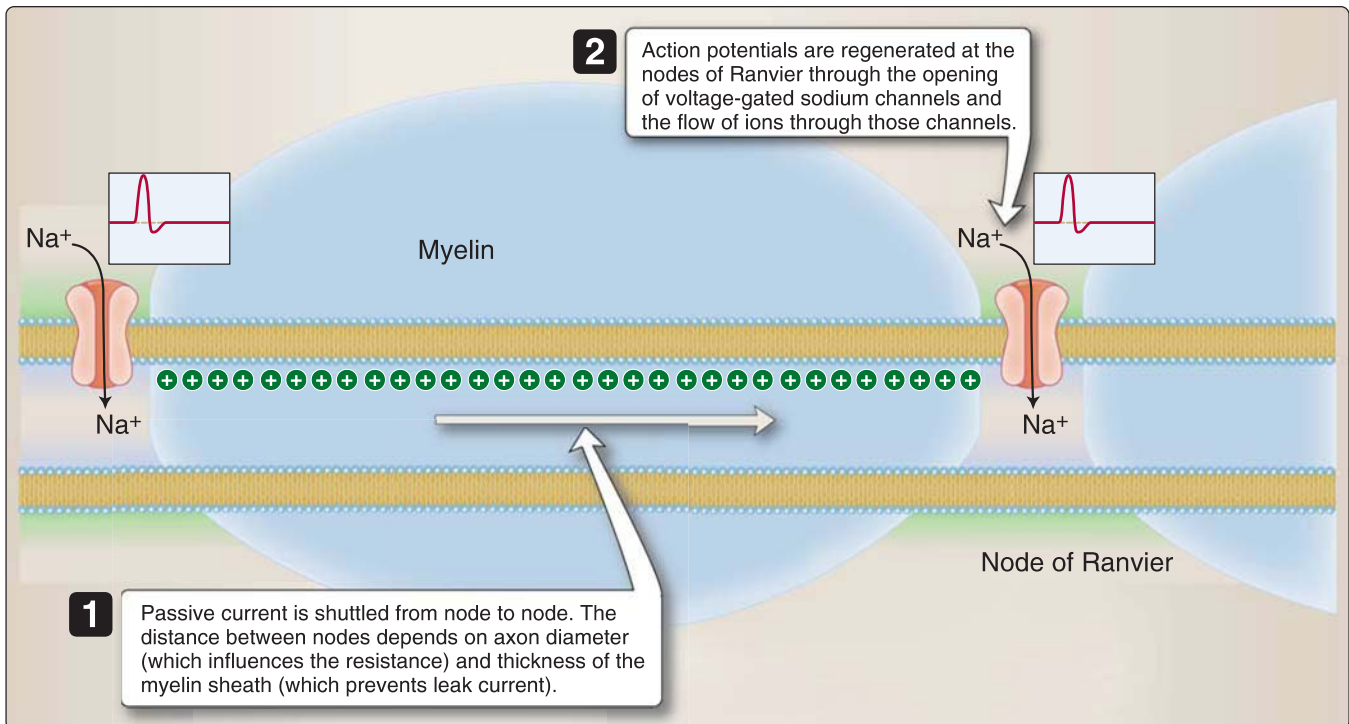 2
Action potentials are regenerated at the
nodes of Ranvier through the opening
of voltage-gated sodium channels and
the flow of ions through those channels.
Na⁺
Myelin
Na⁺
+ + + + + + + + + + + + + + + + + + + + + + + + + + + + + + + +
Na⁺
Na⁺
Node of Ranvier
1
Passive current is shuttled from node to node. The
distance between nodes depends on axon diameter
(which influences the resistance) and thickness of the
myelin sheath (which prevents leak current).